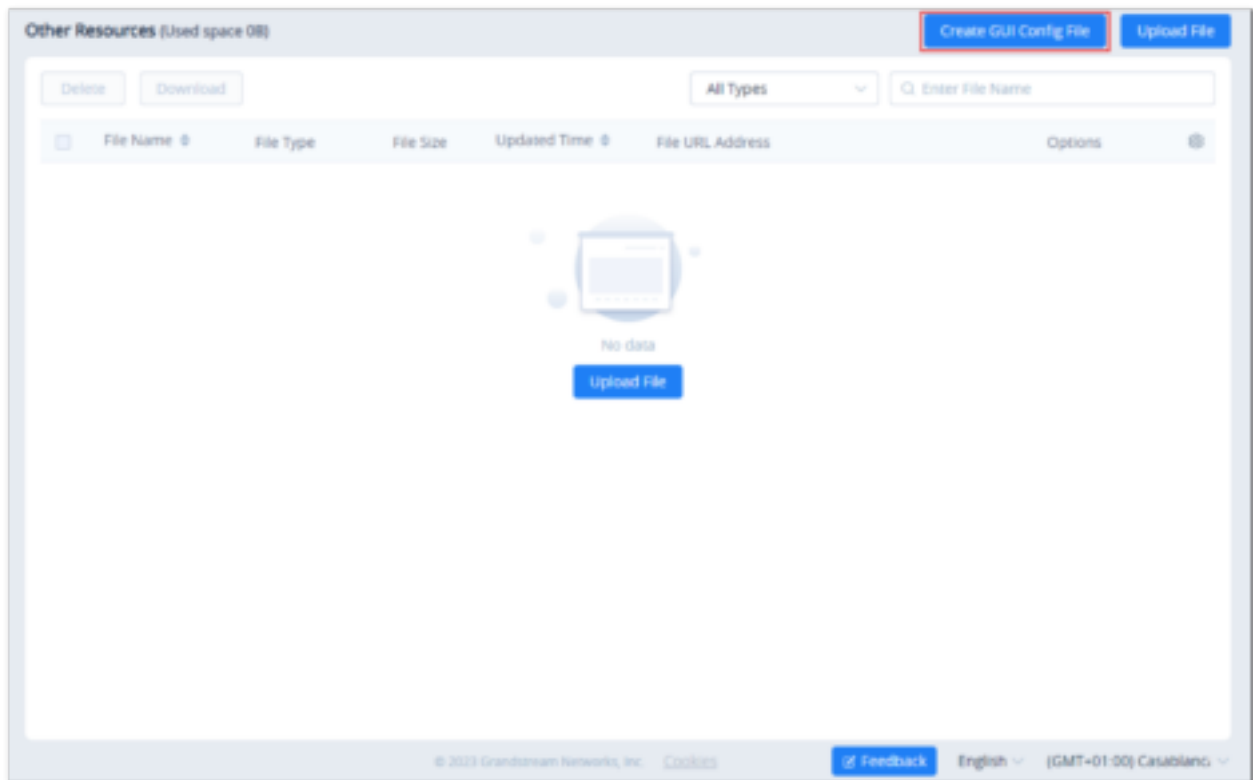 Other Resources (Used space 0B) Create GUI Config File Upload File
Delete Download All Types Enter File Name
File Name File Type File Size Updated Time File URL Address Options
No data
Upload File
© 2023 Grandstream Networks, Inc. Cookies Feedback English (GMT+01:00) Casablanc